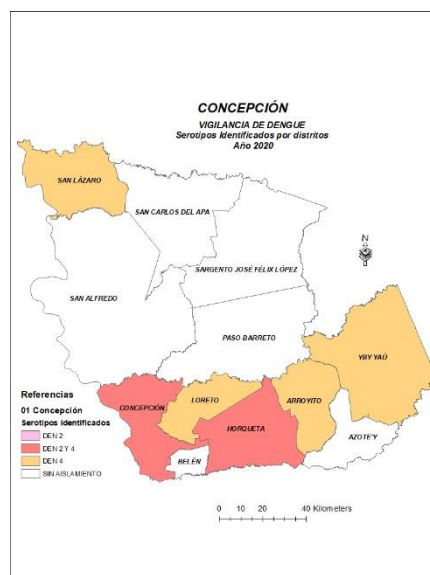 CONCEPCIÓN
VIGILANCIA DE DENGUE
Serotipos Identificados por distritos
Año 2020
SAN LÁZARO
SAN CARLOS DEL APA
N
SARGENTO JOSÉ FÉLIX LÓPEZ
SAN ALFREDO
PASO BARRETO
YBY YAÚ
CONCEPCIÓN
LORETO
ARROYITO
HORQUETA
AZOTE'Y
BELÉN
Referencias
01 Concepción
Serotipos Identificados
DEN 2
DEN 2 Y 4
DEN 4
SIN AISLAMIENTO
0 10 20 40 Kilometers